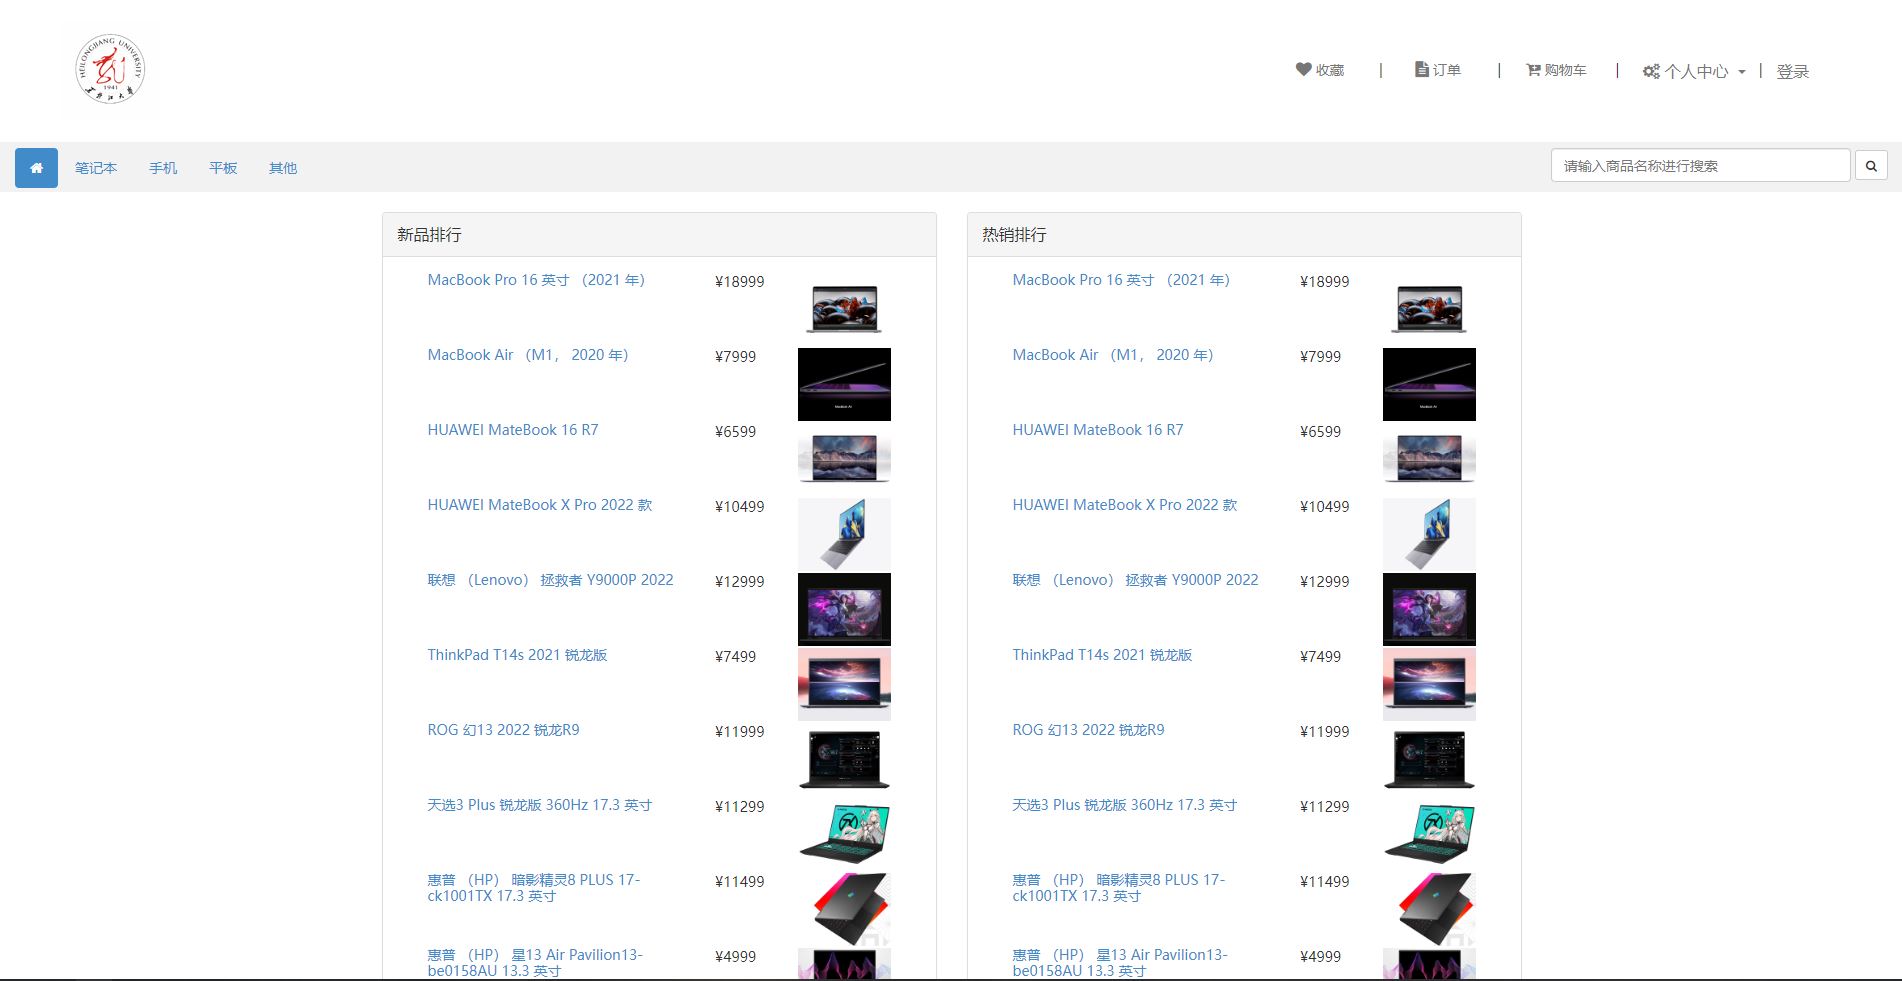 HEILONGJIANG UNIVERSITY
1941
收藏 | 订单 | 购物车 | 个人中心 | 登录
笔记本 手机 平板 其他 请输入商品名称进行搜索
新品排行
MacBook Pro 16 英寸 （2021 年） ¥18999
MacBook Air （M1， 2020 年） ¥7999
HUAWEI MateBook 16 R7 ¥6599
HUAWEI MateBook X Pro 2022 款 ¥10499
联想 （Lenovo） 拯救者 Y9000P 2022 ¥12999
ThinkPad T14s 2021 锐龙版 ¥7499
ROG 幻13 2022 锐龙R9 ¥11999
天选3 Plus 锐龙版 360Hz 17.3 英寸 ¥11299
惠普 （HP） 暗影精灵8 PLUS 17- ¥11499
ck1001TX 17.3 英寸
惠普 （HP） 星13 Air Pavilion13- ¥4999
be0158AU 13.3 英寸
热销排行
MacBook Pro 16 英寸 （2021 年） ¥18999
MacBook Air （M1， 2020 年） ¥7999
HUAWEI MateBook 16 R7 ¥6599
HUAWEI MateBook X Pro 2022 款 ¥10499
联想 （Lenovo） 拯救者 Y9000P 2022 ¥12999
ThinkPad T14s 2021 锐龙版 ¥7499
ROG 幻13 2022 锐龙R9 ¥11999
天选3 Plus 锐龙版 360Hz 17.3 英寸 ¥11299
惠普 （HP） 暗影精灵8 PLUS 17- ¥11499
ck1001TX 17.3 英寸
惠普 （HP） 星13 Air Pavilion13- ¥4999
be0158AU 13.3 英寸